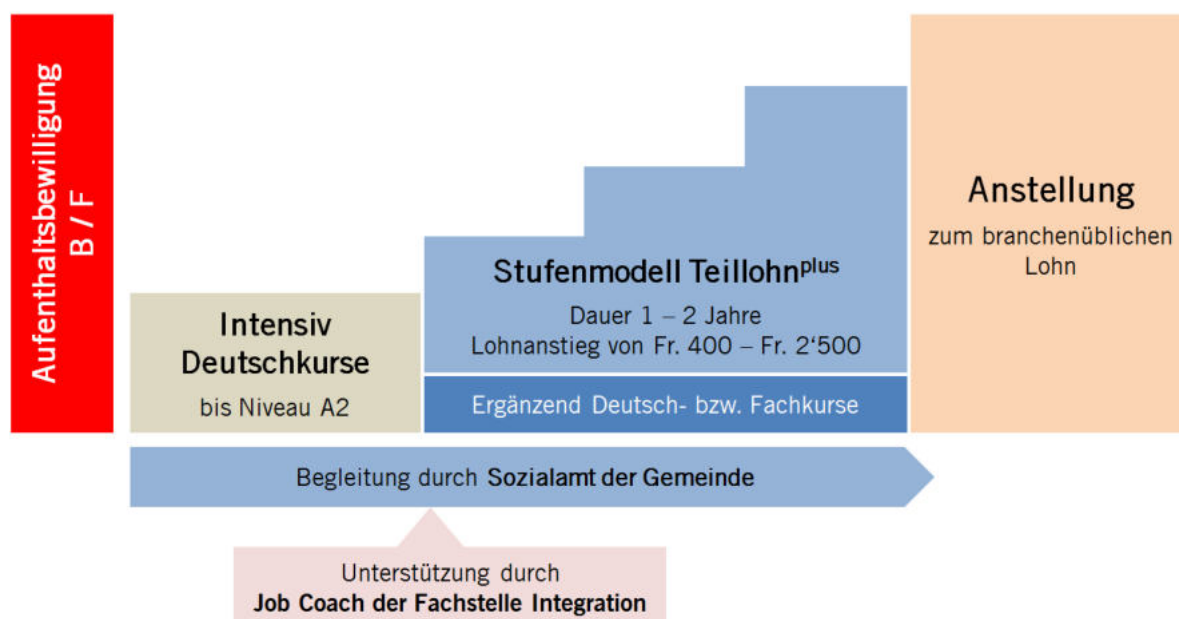 Aufenthaltsbewilligung
B / F
Intensiv
Deutschkurse
bis Niveau A2
Stufenmodell Teillohnplus
Dauer 1 – 2 Jahre
Lohnanstieg von Fr. 400 – Fr. 2‘500
Ergänzend Deutsch- bzw. Fachkurse
Anstellung
zum branchenüblichen
Lohn
Begleitung durch Sozialamt der Gemeinde
Unterstützung durch
Job Coach der Fachstelle Integration